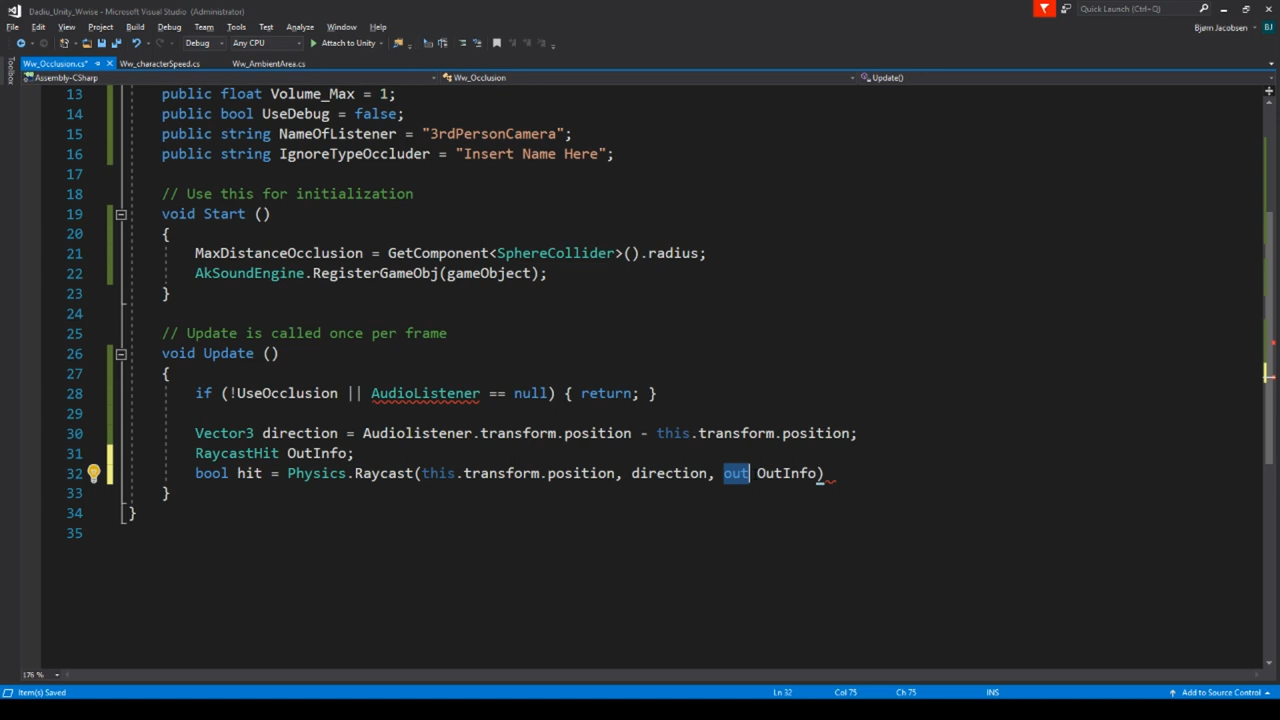 Dadiu_Unity_Wwise - Microsoft Visual Studio (Administrator)
Quick Launch (Ctrl+Q)
File Edit View Project Build Debug Team Tools Test Analyze Window Help
Bjørn Jacobsen BJ
Debug Any CPU Attach to Unity
Toolbox
Ww_Occlusion.cs* Ww_characterSpeed.cs Ww_AmbientArea.cs
Assembly-CSharp Ww_Occlusion Update()
13 public float Volume_Max = 1;
14 public bool UseDebug = false;
15 public string NameOfListener = "3rdPersonCamera";
16 public string IgnoreTypeOccluder = "Insert Name Here";
17
18 // Use this for initialization
19 void Start ()
20 {
21 MaxDistanceOcclusion = GetComponent<SphereCollider>().radius;
22 AkSoundEngine.RegisterGameObj(gameObject);
23 }
24
25 // Update is called once per frame
26 void Update ()
27 {
28 if (!UseOcclusion || AudioListener == null) { return; }
29
30 Vector3 direction = Audiolistener.transform.position - this.transform.position;
31 RaycastHit OutInfo;
32 bool hit = Physics.Raycast(this.transform.position, direction, out OutInfo)
33 }
34 }
35
176 %
Item(s) Saved Ln 32 Col 75 Ch 75 INS Add to Source Control